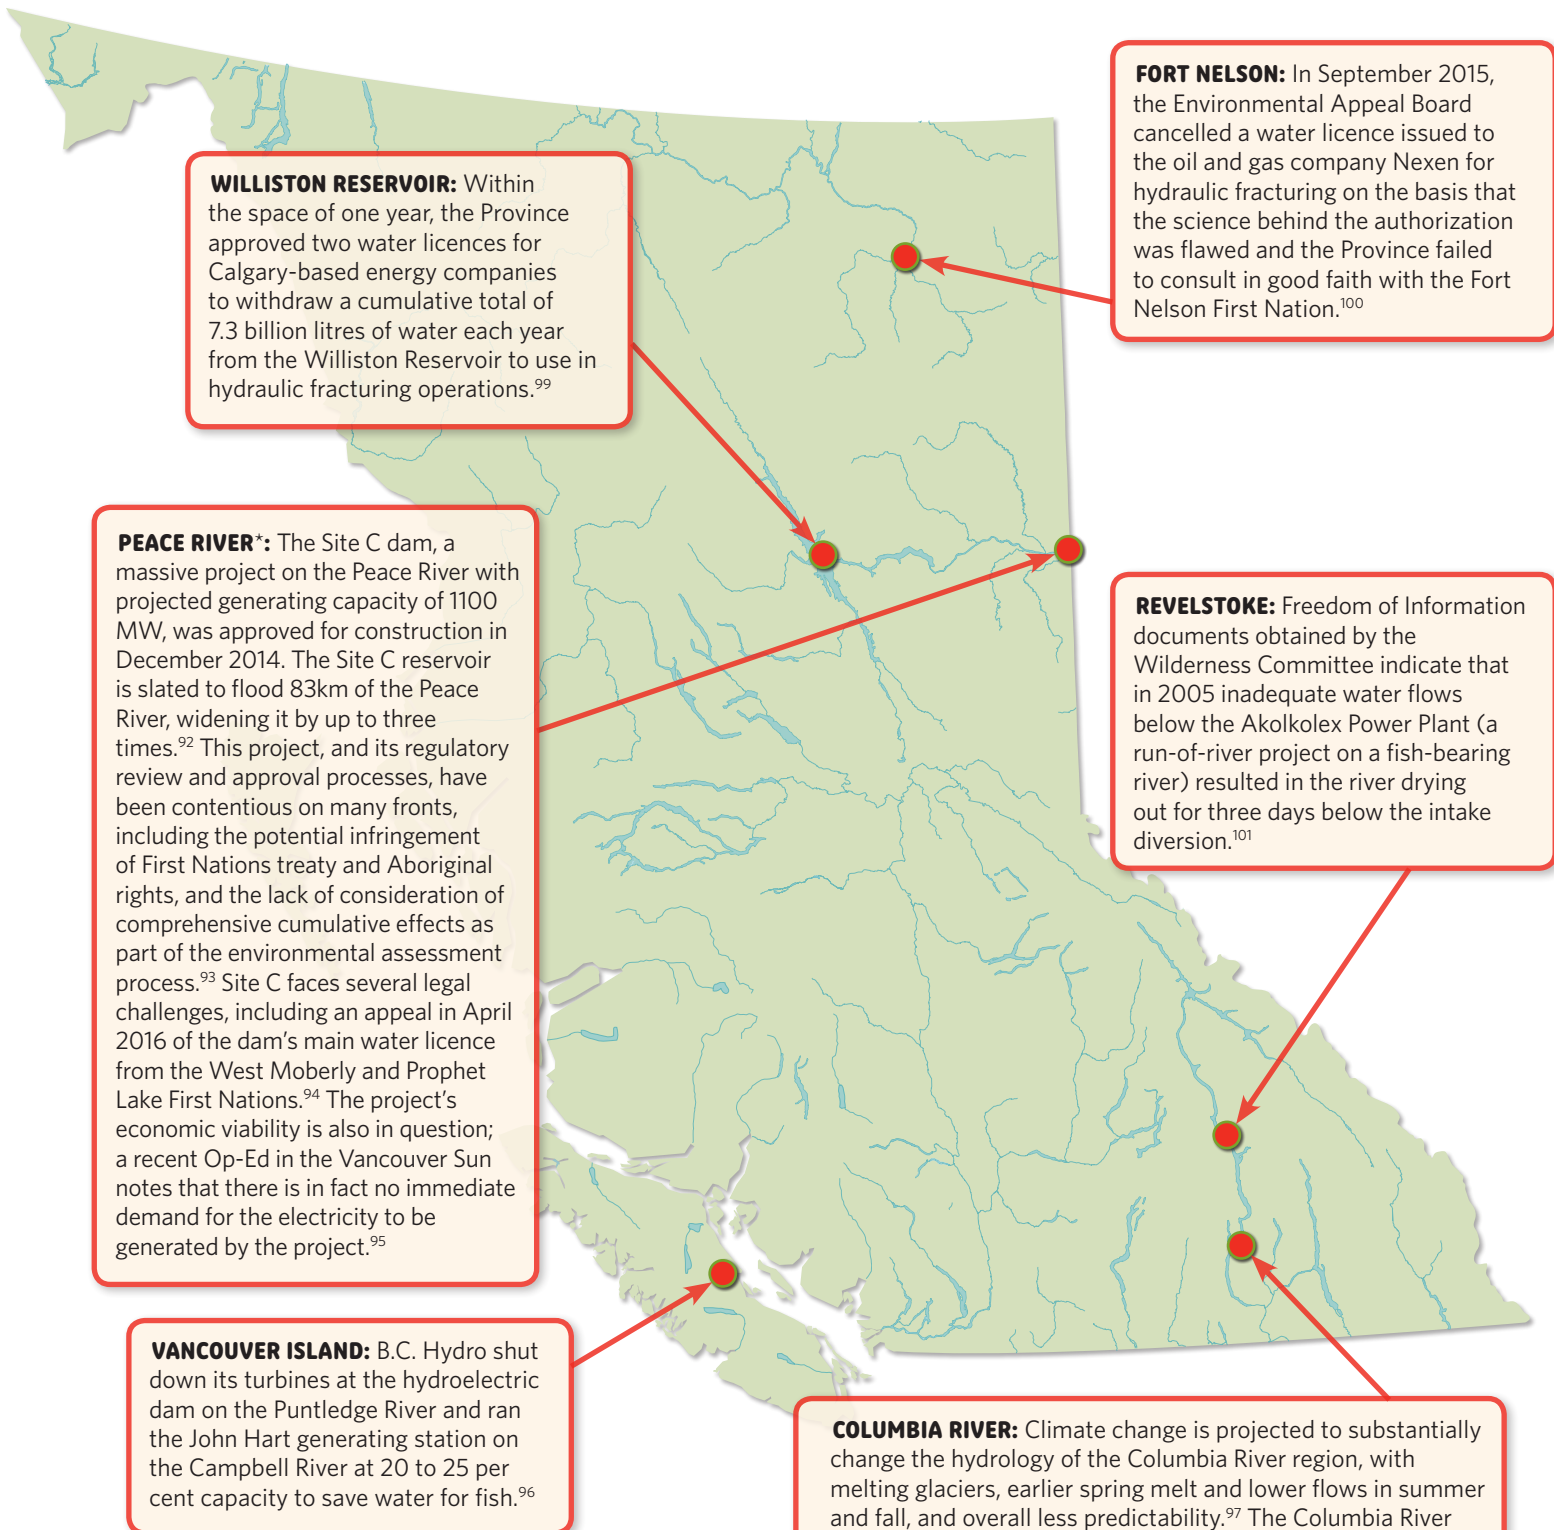 FORT NELSON: In September 2015,
the Environmental Appeal Board
cancelled a water licence issued to
the oil and gas company Nexen for
hydraulic fracturing on the basis that
the science behind the authorization
was flawed and the Province failed
to consult in good faith with the Fort
Nelson First Nation.100
WILLISTON RESERVOIR: Within
the space of one year, the Province
approved two water licences for
Calgary-based energy companies
to withdraw a cumulative total of
7.3 billion litres of water each year
from the Williston Reservoir to use in
hydraulic fracturing operations.99
PEACE RIVER*: The Site C dam, a
massive project on the Peace River with
projected generating capacity of 1100
MW, was approved for construction in
December 2014. The Site C reservoir
is slated to flood 83km of the Peace
River, widening it by up to three
times.92 This project, and its regulatory
review and approval processes, have
been contentious on many fronts,
including the potential infringement
of First Nations treaty and Aboriginal
rights, and the lack of consideration of
comprehensive cumulative effects as
part of the environmental assessment
process.93 Site C faces several legal
challenges, including an appeal in April
2016 of the dam's main water licence
from the West Moberly and Prophet
Lake First Nations.94 The project's
economic viability is also in question;
a recent Op-Ed in the Vancouver Sun
notes that there is in fact no immediate
demand for the electricity to be
generated by the project.95
REVELSTOKE: Freedom of Information
documents obtained by the
Wilderness Committee indicate that
in 2005 inadequate water flows
below the Akolkolex Power Plant (a
run-of-river project on a fish-bearing
river) resulted in the river drying
out for three days below the intake
diversion.101
VANCOUVER ISLAND: B.C. Hydro shut
down its turbines at the hydroelectric
dam on the Puntledge River and ran
the John Hart generating station on
the Campbell River at 20 to 25 per
cent capacity to save water for fish.96
COLUMBIA RIVER: Climate change is projected to substantially
change the hydrology of the Columbia River region, with
melting glaciers, earlier spring melt and lower flows in summer
and fall, and overall less predictability.97 The Columbia River